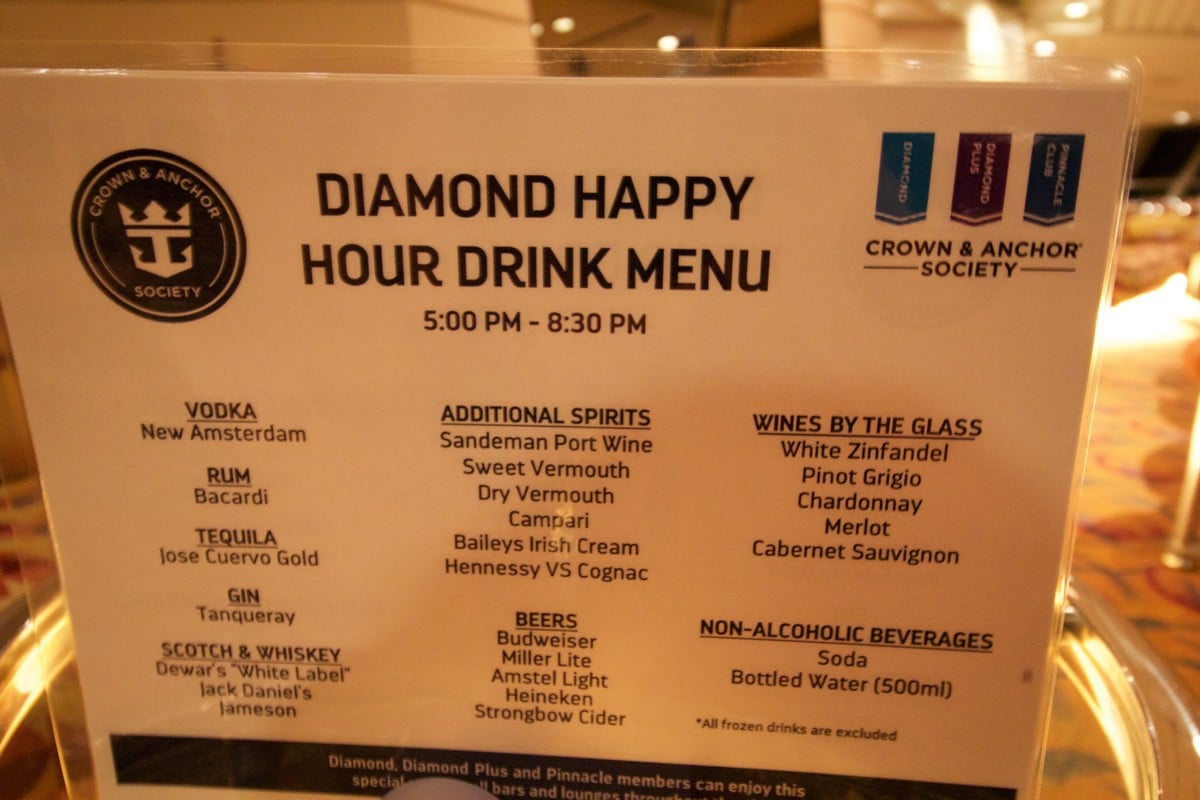 CROWN & ANCHOR
SOCIETY
DIAMOND HAPPY
HOUR DRINK MENU
5:00 PM - 8:30 PM
DIAMOND
DIAMOND
PLUS
PINNACLE
CLUB
CROWN & ANCHOR®
SOCIETY
VODKA
New Amsterdam
RUM
Bacardi
TEQUILA
Jose Cuervo Gold
GIN
Tanqueray
SCOTCH & WHISKEY
Dewar's "White Label"
Jack Daniel's
Jameson
ADDITIONAL SPIRITS
Sandeman Port Wine
Sweet Vermouth
Dry Vermouth
Campari
Baileys Irish Cream
Hennessy VS Cognac
BEERS
Budweiser
Miller Lite
Amstel Light
Heineken
Strongbow Cider
WINES BY THE GLASS
White Zinfandel
Pinot Grigio
Chardonnay
Merlot
Cabernet Sauvignon
NON-ALCOHOLIC BEVERAGES
Soda
Bottled Water (500ml)
*All frozen drinks are excluded
Diamond, Diamond Plus and Pinnacle members can enjoy this
special bars and lounges